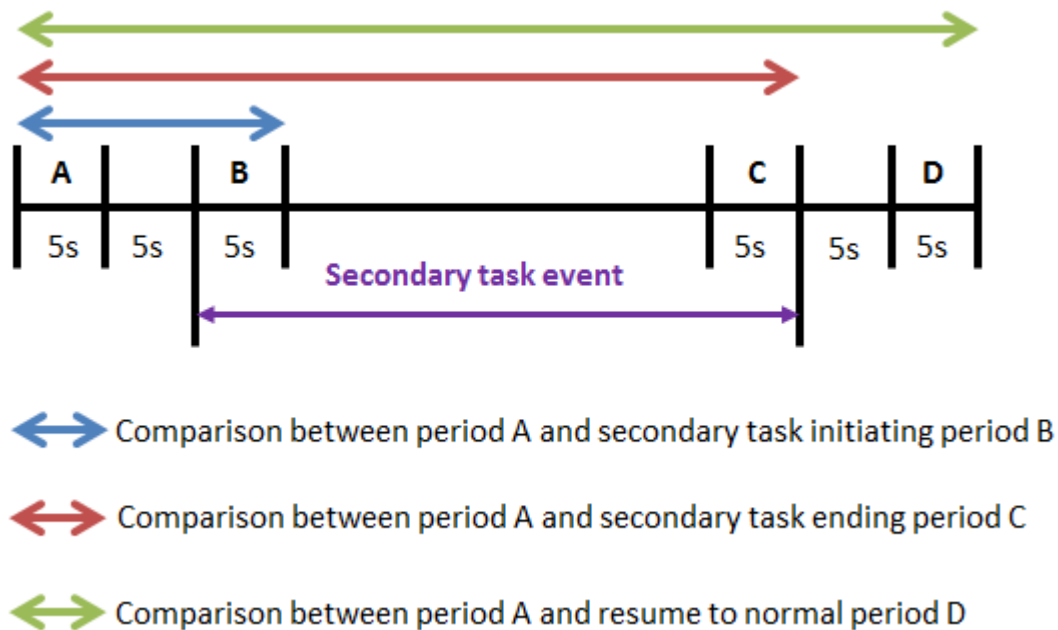 A B C D
5s 5s 5s 5s 5s 5s
Secondary task event
Comparison between period A and secondary task initiating period B
Comparison between period A and secondary task ending period C
Comparison between period A and resume to normal period D